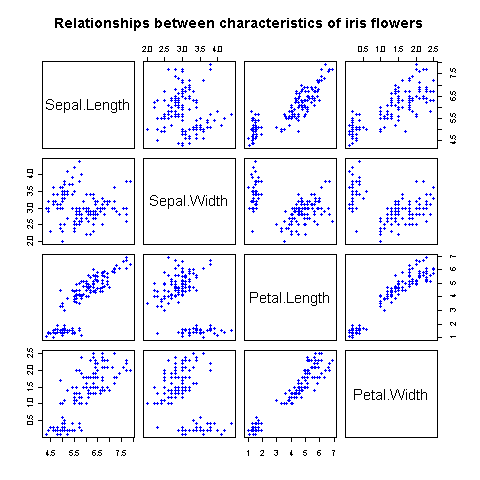 Relationships between characteristics of iris flowers
2.0 2.5 3.0 3.5 4.0
0.5 1.0 1.5 2.0 2.5
Sepal.Length
4.5 5.5 6.5 7.5
2.0 2.5 3.0 3.5 4.0
Sepal.Width
Petal.Length
1 2 3 4 5 6 7
0.5 1.0 1.5 2.0 2.5
Petal.Width
4.5 5.5 6.5 7.5
1 2 3 4 5 6 7